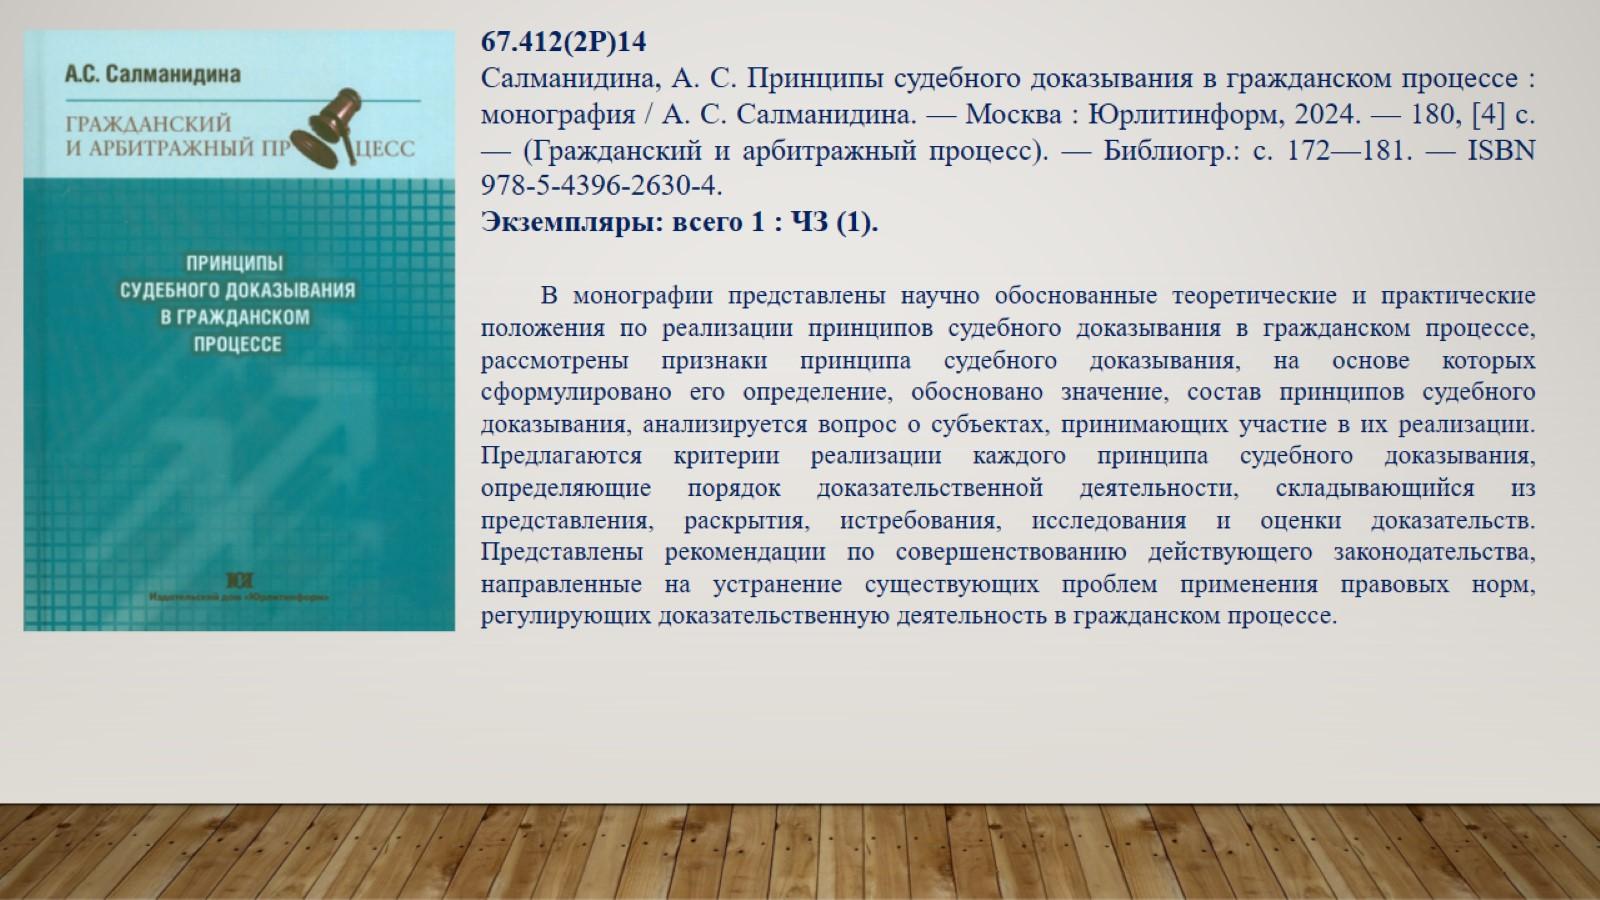 А.С. Салманидина
ГРАЖДАНСКИЙ
И АРБИТРАЖНЫЙ ПР ЦЕСС
ПРИНЦИПЫ
СУДЕБНОГО ДОКАЗЫВАНИЯ
В ГРАЖДАНСКОМ
ПРОЦЕССЕ
Издательский дом «Юрлитинформ»
67.412(2Р)14
Салманидина, А. С. Принципы судебного доказывания в гражданском процессе :
монография / А. С. Салманидина. — Москва : Юрлитинформ, 2024. — 180, [4] с.
— (Гражданский и арбитражный процесс). — Библиогр.: с. 172—181. — ISBN
978-5-4396-2630-4.
Экземпляры: всего 1 : ЧЗ (1).
В монографии представлены научно обоснованные теоретические и практические
положения по реализации принципов судебного доказывания в гражданском процессе,
рассмотрены признаки принципа судебного доказывания, на основе которых
сформулировано его определение, обосновано значение, состав принципов судебного
доказывания, анализируется вопрос о субъектах, принимающих участие в их реализации.
Предлагаются критерии реализации каждого принципа судебного доказывания,
определяющие порядок доказательственной деятельности, складывающийся из
представления, раскрытия, истребования, исследования и оценки доказательств.
Представлены рекомендации по совершенствованию действующего законодательства,
направленные на устранение существующих проблем применения правовых норм,
регулирующих доказательственную деятельность в гражданском процессе.